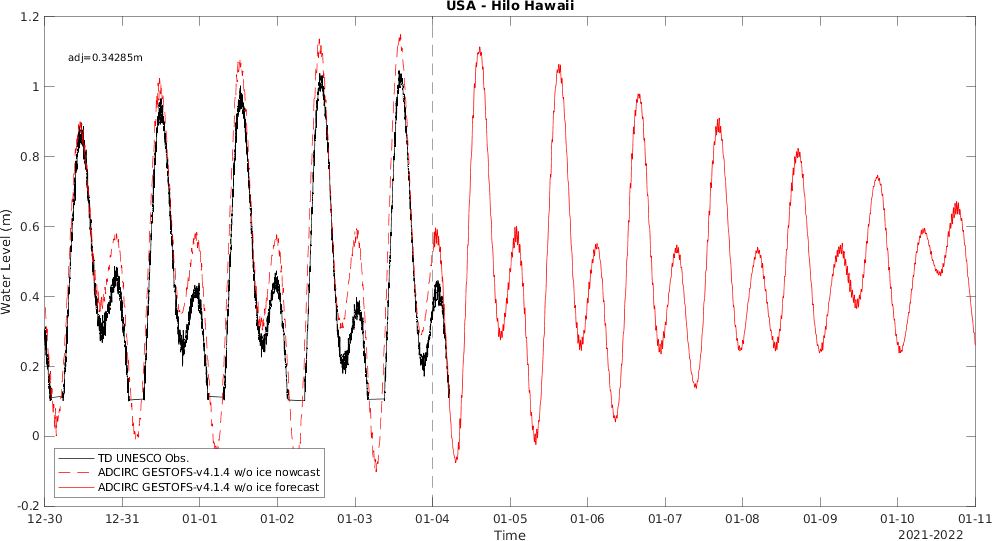 USA - Hilo Hawaii
adj=0.34285m
1.2
1
0.8
0.6
0.4
0.2
0
-0.2
Water Level (m)
TD UNESCO Obs.
ADCIRC GESTOFS-v4.1.4 w/o ice nowcast
ADCIRC GESTOFS-v4.1.4 w/o ice forecast
12-30 12-31 01-01 01-02 01-03 01-04 01-05 01-06 01-07 01-08 01-09 01-10 01-11
Time
2021-2022